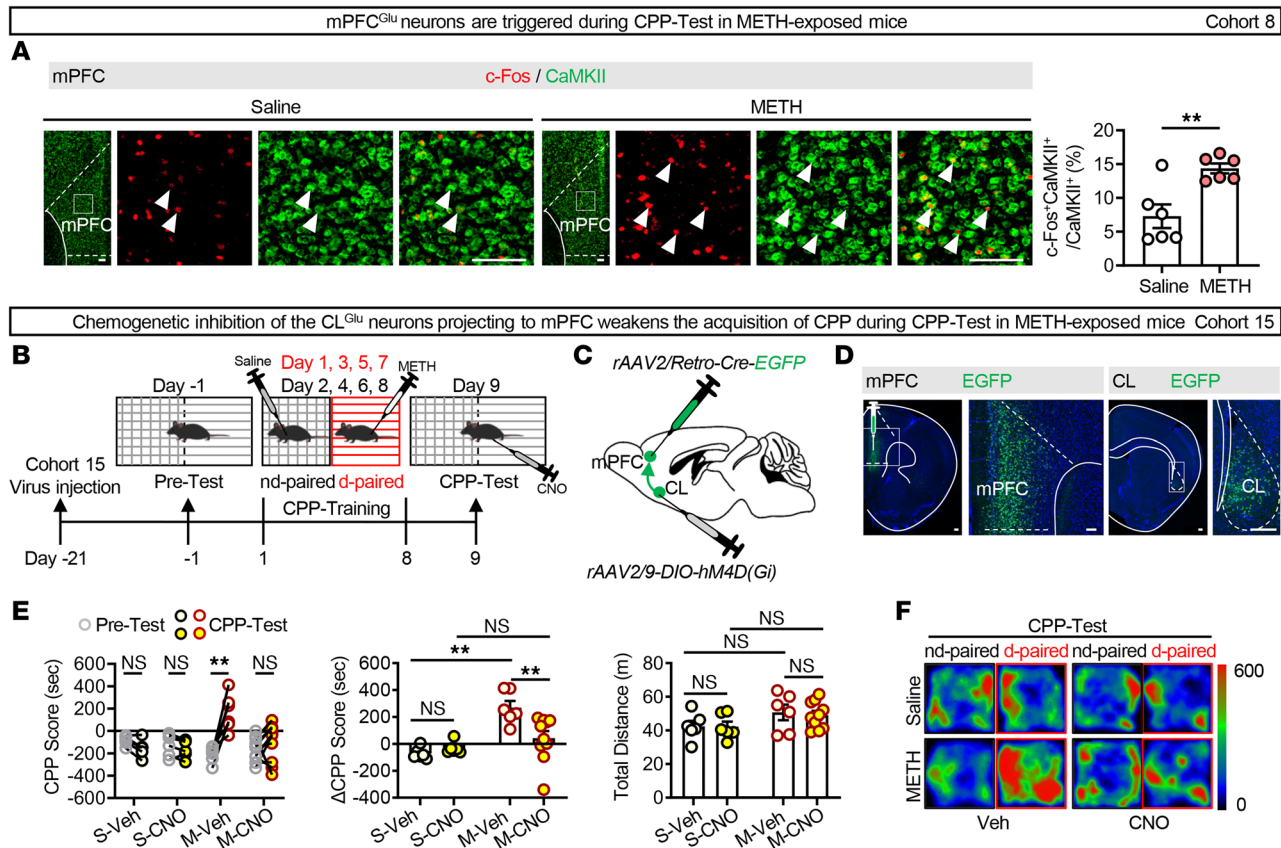 mPFCGlu neurons are triggered during CPP-Test in METH-exposed mice Cohort 8
A
mPFC c-Fos / CaMKII
Saline METH
mPFC mPFC
c-Fos+CaMKII+
/CaMKII+ (%)
20
15
10
5
0
**
Saline METH
Chemogenetic inhibition of the CLGlu neurons projecting to mPFC weakens the acquisition of CPP during CPP-Test in METH-exposed mice Cohort 15
B
Saline Day 1, 3, 5, 7 METH
Day -1 Day 2, 4, 6, 8 Day 9
CNO
Cohort 15
Virus injection
Pre-Test nd-paired d-paired CPP-Test
CPP-Training
Day -21 -1 1 8 9
C
rAAV2/Retro-Cre-EGFP
mPFC
CL
rAAV2/9-DIO-hM4D(Gi)
D
mPFC EGFP CL EGFP
mPFC CL
E
Pre-Test CPP-Test
CPP Score (sec)
600
400
200
0
-200
-400
-600
NS NS ** NS
S-Veh S-CNO M-Veh M-CNO
ΔCPP Score (sec)
600
400
200
0
-200
-400
NS
**
**
NS
S-Veh S-CNO M-Veh M-CNO
Total Distance (m)
80
60
40
20
0
NS
NS
NS NS
S-Veh S-CNO M-Veh M-CNO
F
CPP-Test
nd-paired d-paired nd-paired d-paired
Saline
METH
Veh CNO
600
0